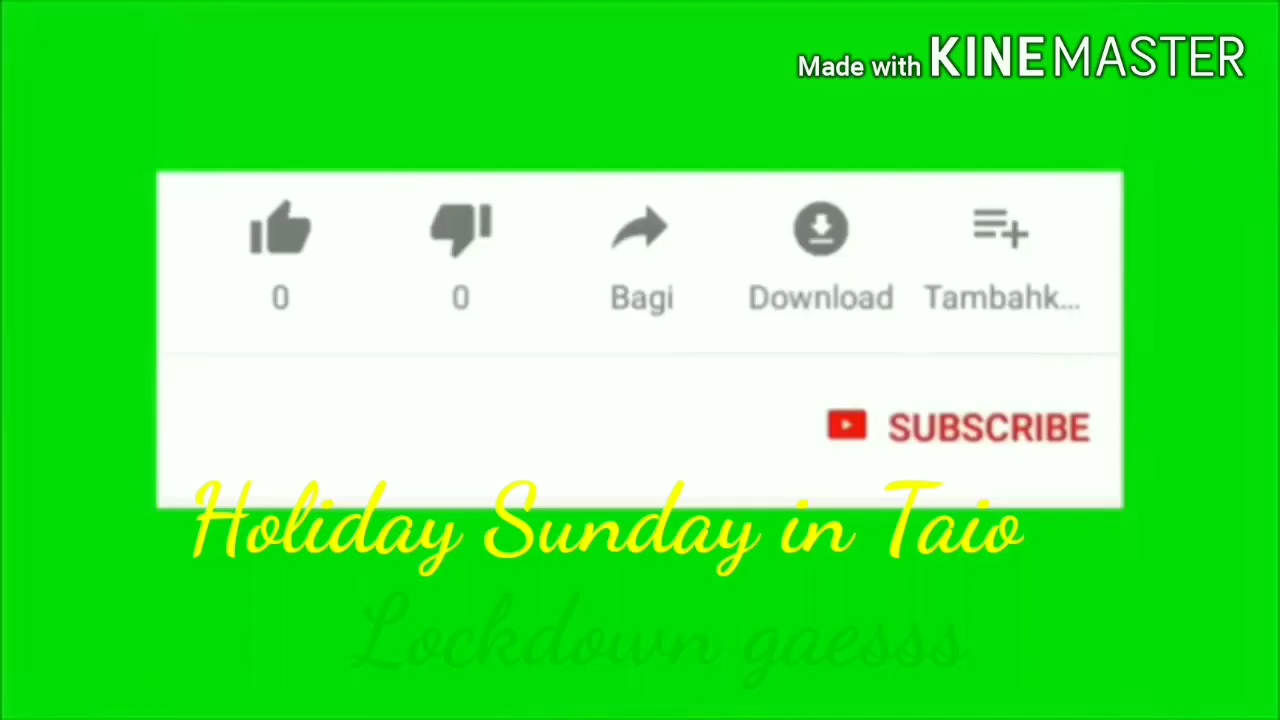 Made with KINEMASTER
0 0 Bagi Download Tambahk...
SUBSCRIBE
Holiday Sunday in Taio
Lockdown gaesss